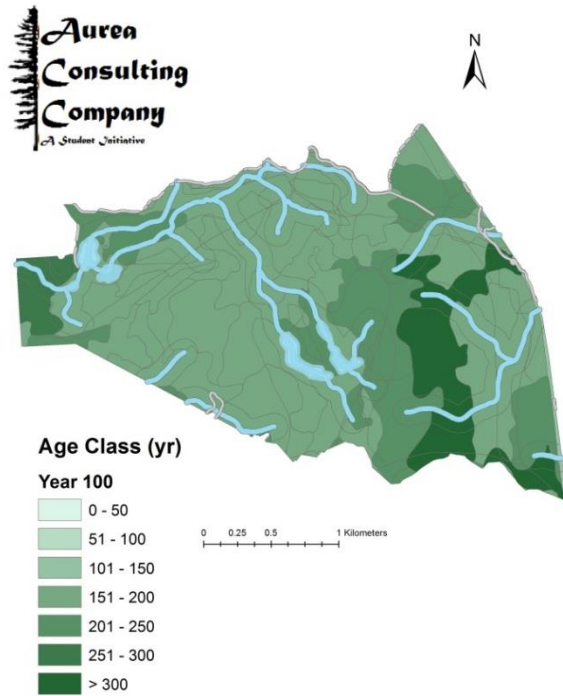 Aurea
Consulting
Company
A Student Initiative
N
Age Class (yr)
Year 100
0 - 50
51 - 100
101 - 150
151 - 200
201 - 250
251 - 300
> 300
0 0.25 0.5 1 Kilometers